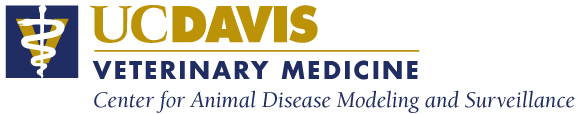 UCDAVIS
VETERINARY MEDICINE
Center for Animal Disease Modeling and Surveillance